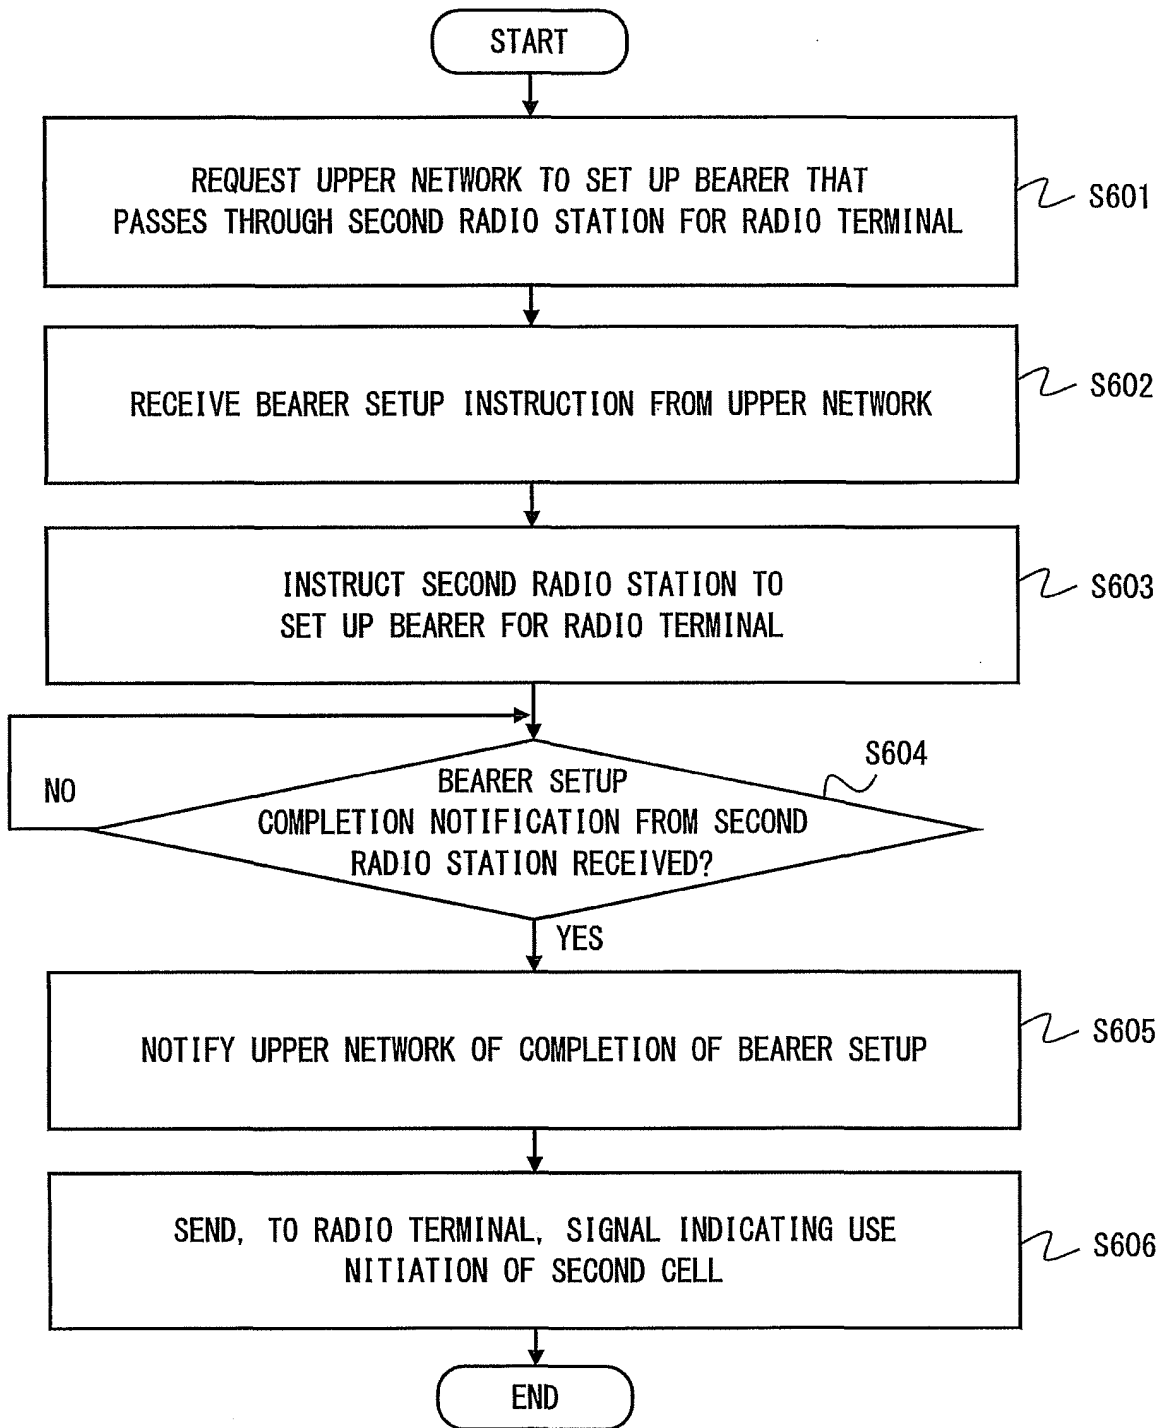 START
REQUEST UPPER NETWORK TO SET UP BEARER THAT
PASSES THROUGH SECOND RADIO STATION FOR RADIO TERMINAL
S601
RECEIVE BEARER SETUP INSTRUCTION FROM UPPER NETWORK
S602
INSTRUCT SECOND RADIO STATION TO
SET UP BEARER FOR RADIO TERMINAL
S603
S604
NO
BEARER SETUP
COMPLETION NOTIFICATION FROM SECOND
RADIO STATION RECEIVED?
YES
NOTIFY UPPER NETWORK OF COMPLETION OF BEARER SETUP
S605
SEND, TO RADIO TERMINAL, SIGNAL INDICATING USE
NITIATION OF SECOND CELL
S606
END